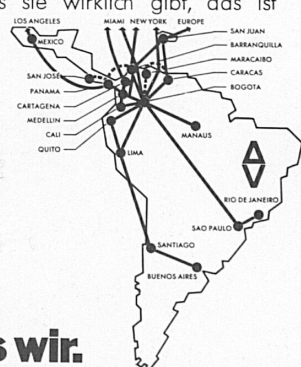 s sie wirklich gibt, das ist
LOS ANGELES
MIAMI NEW YORK EUROPE
MEXICO
SAN JUAN
BARRANQUILLA
MARACAIBO
CARACAS
BOGOTA
SAN JOSÉ
PANAMA
CARTAGENA
MEDELLIN
CALI
QUITO
MANAUS
LIMA
RIO DE JANEIRO
SAO PAULO
SANTIAGO
BUENOS AIRES
s wir.